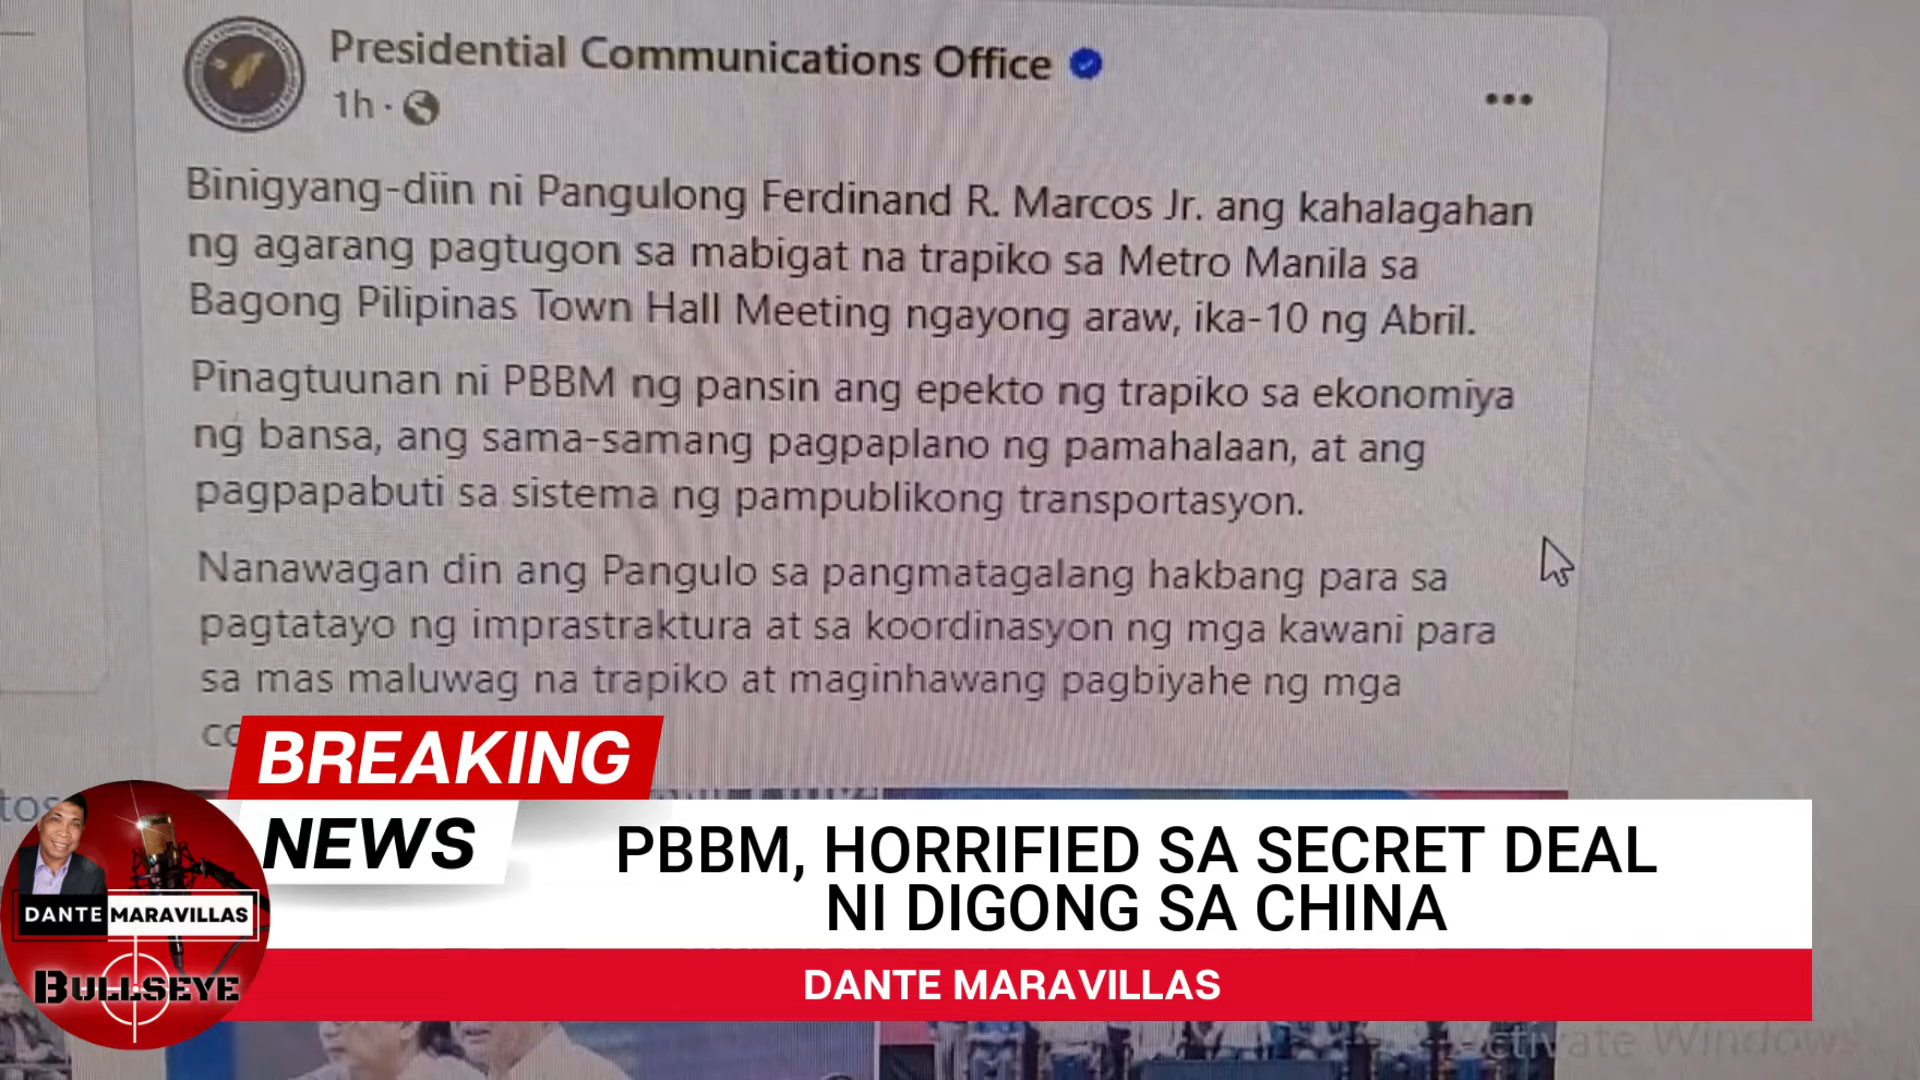 Presidential Communications Office
1h
Binigyang-diin ni Pangulong Ferdinand R. Marcos Jr. ang kahalagahan
ng agarang pagtugon sa mabigat na trapiko sa Metro Manila sa
Bagong Pilipinas Town Hall Meeting ngayong araw, ika-10 ng Abril.
Pinagtuunan ni PBBM ng pansin ang epekto ng trapiko sa ekonomiya
ng bansa, ang sama-samang pagpaplano ng pamahalaan, at ang
pagpapabuti sa sistema ng pampublikong transportasyon.
Nanawagan din ang Pangulo sa pangmatagalang hakbang para sa
pagtatayo ng imprastraktura at sa koordinasyon ng mga kawani para
sa mas maluwag na trapiko at maginhawang pagbiyahe ng mga
BREAKING
NEWS
PBBM, HORRIFIED SA SECRET DEAL
NI DIGONG SA CHINA
DANTE MARAVILLAS
DANTE MARAVILLAS
BULLSEYE
Activate Windows